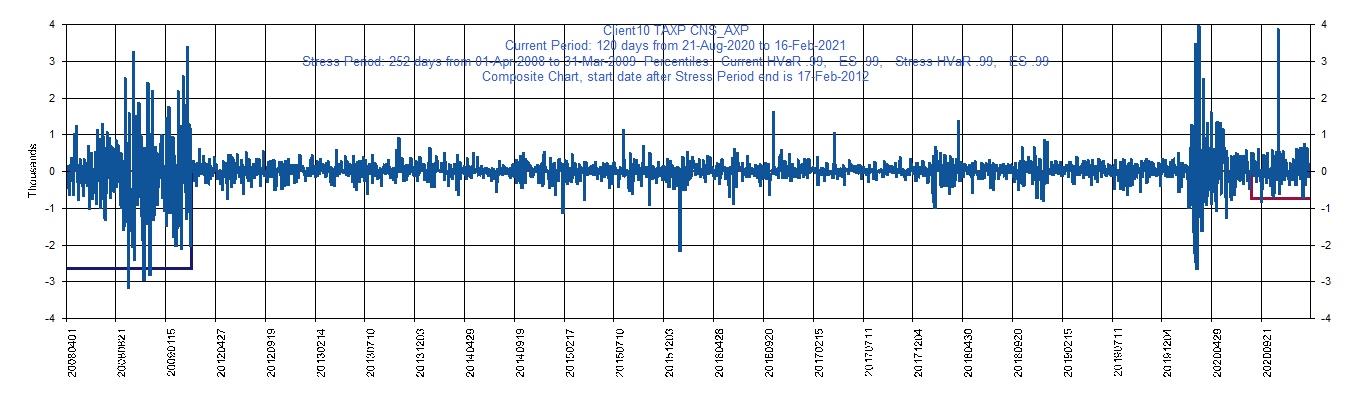 Client10 TAXP CNS_AXP
Current Period: 120 days from 21-Aug-2020 to 16-Feb-2021
Stress Period: 252 days from 01-Apr-2008 to 31-Mar-2009 Percentiles: Current HVaR .99, ES .99, Stress HVaR .99, ES .99
Composite Chart, start date after Stress Period end is 17-Feb-2012
Thousands
4 4
3 3
2 2
1 1
0 0
-1 -1
-2 -2
-3 -3
-4 -4
20080401 20080821 20090115 20120427 20120919 20130214 20130710 20131203 20140429 20140919 20150217 20150710 20151203 20160428 20160920 20170215 20170711 20171204 20180430 20180920 20190215 20190711 20191204 20200429 20200921